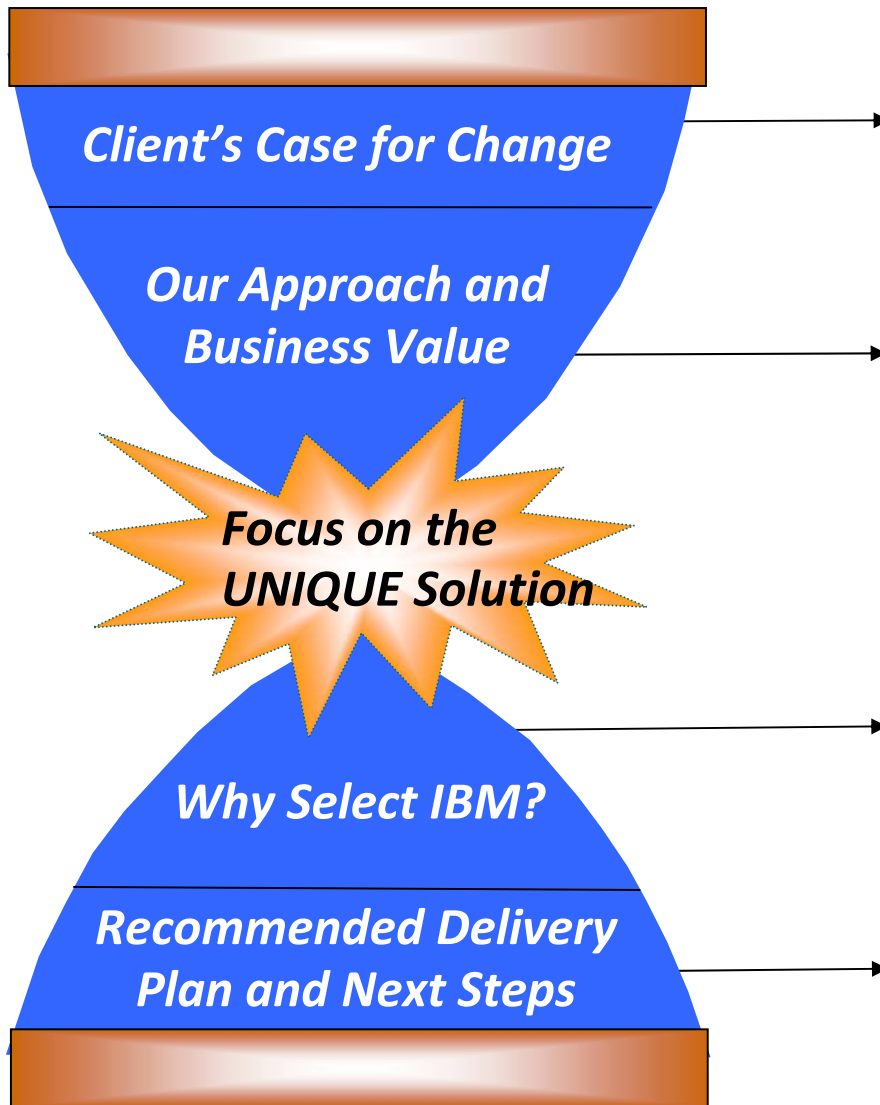 Client’s Case for Change
Our Approach and
Business Value
Focus on the
UNIQUE Solution
Why Select IBM?
Recommended Delivery
Plan and Next Steps